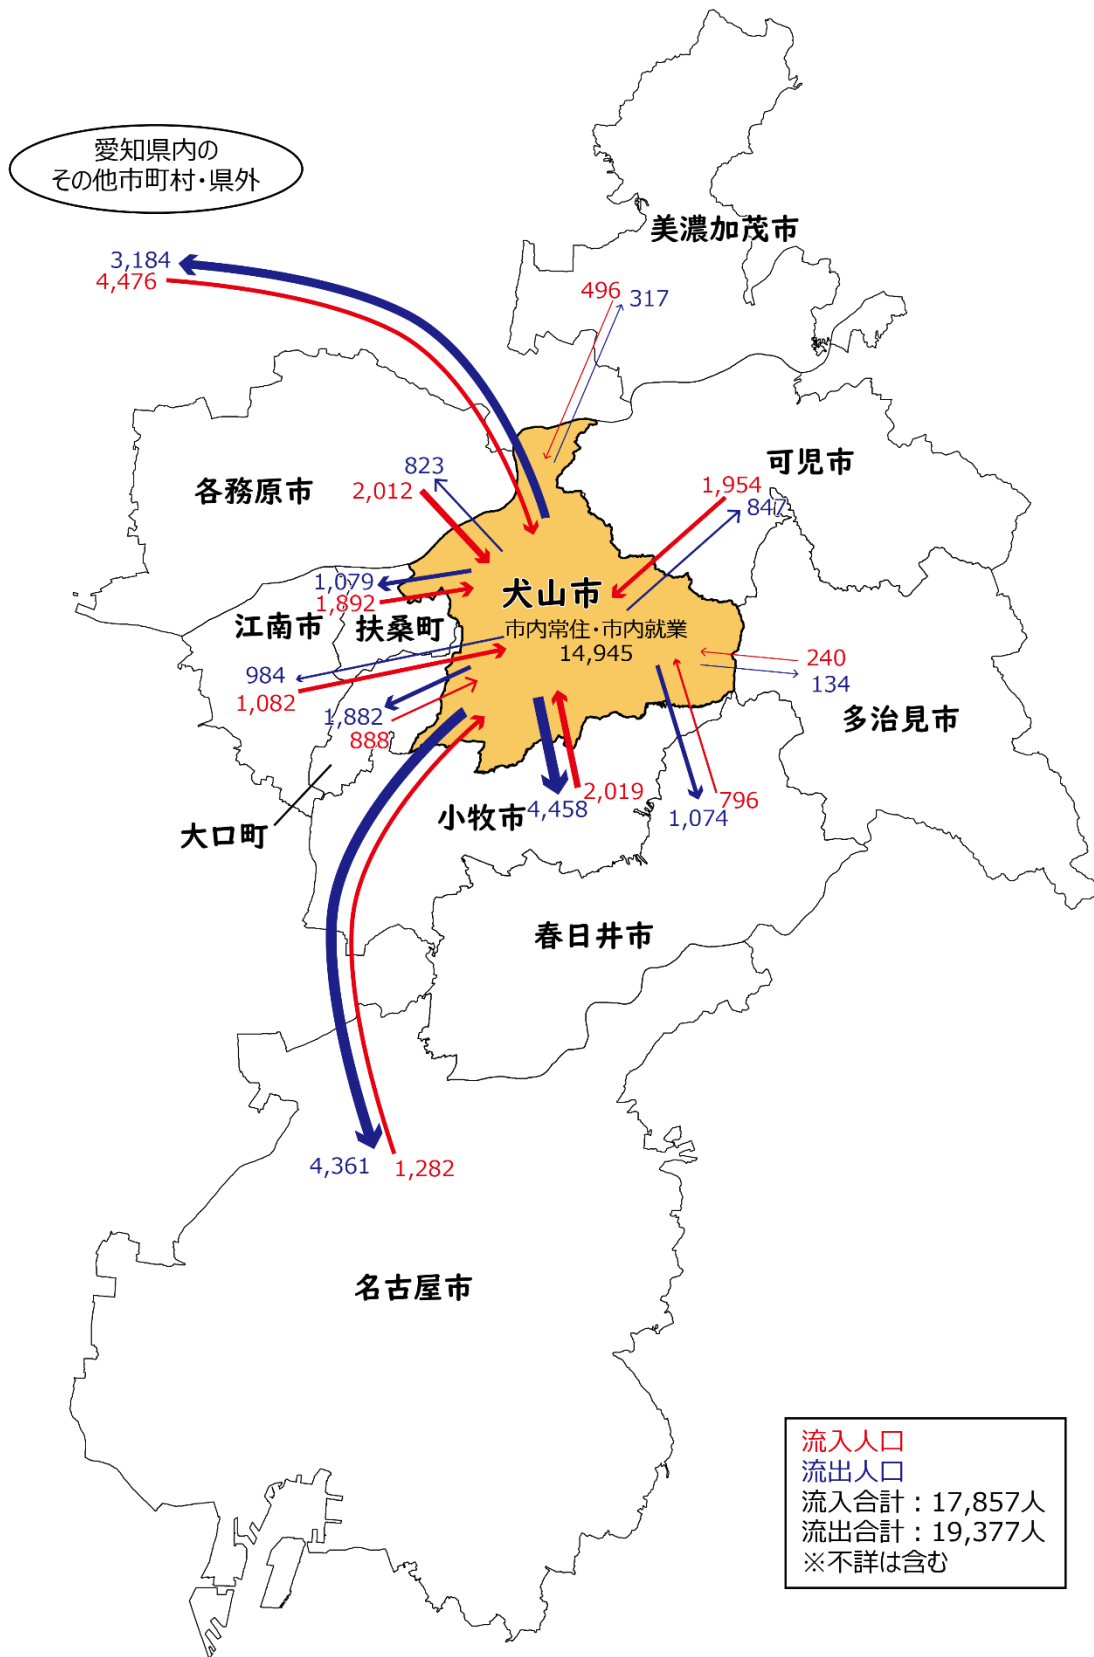 愛知県内の
その他市町村・県外
美濃加茂市
3,184
4,476
496
317
各務原市
823
2,012
可児市
1,954
847
1,079
1,892
犬山市
江南市
扶桑町
市内常住・市内就業
14,945
984
1,082
240
134
1,882
888
多治見市
2,019
796
小牧市
4,458
1,074
大口町
春日井市
4,361
1,282
名古屋市
流入人口
流出人口
流入合計：17,857人
流出合計：19,377人
※不詳は含む